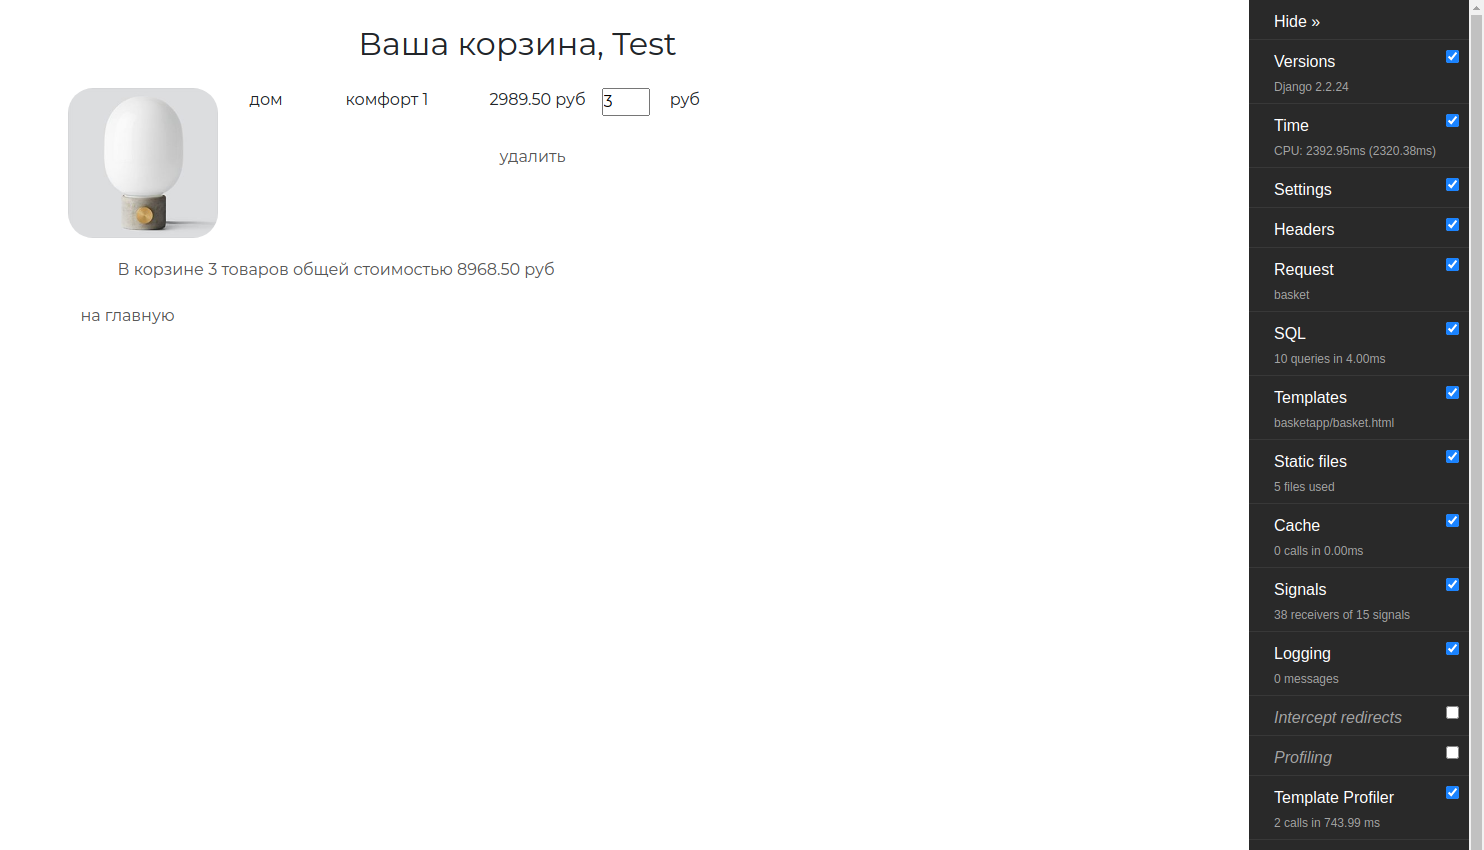 Ваша корзина, Test
дом комфорт 1 2989.50 руб 3 руб
удалить
В корзине 3 товаров общей стоимостью 8968.50 руб
на главную
Hide »
Versions
Django 2.2.24
Time
CPU: 2392.95ms (2320.38ms)
Settings
Headers
Request
basket
SQL
10 queries in 4.00ms
Templates
basketapp/basket.html
Static files
5 files used
Cache
0 calls in 0.00ms
Signals
38 receivers of 15 signals
Logging
0 messages
Intercept redirects
Profiling
Template Profiler
2 calls in 743.99 ms